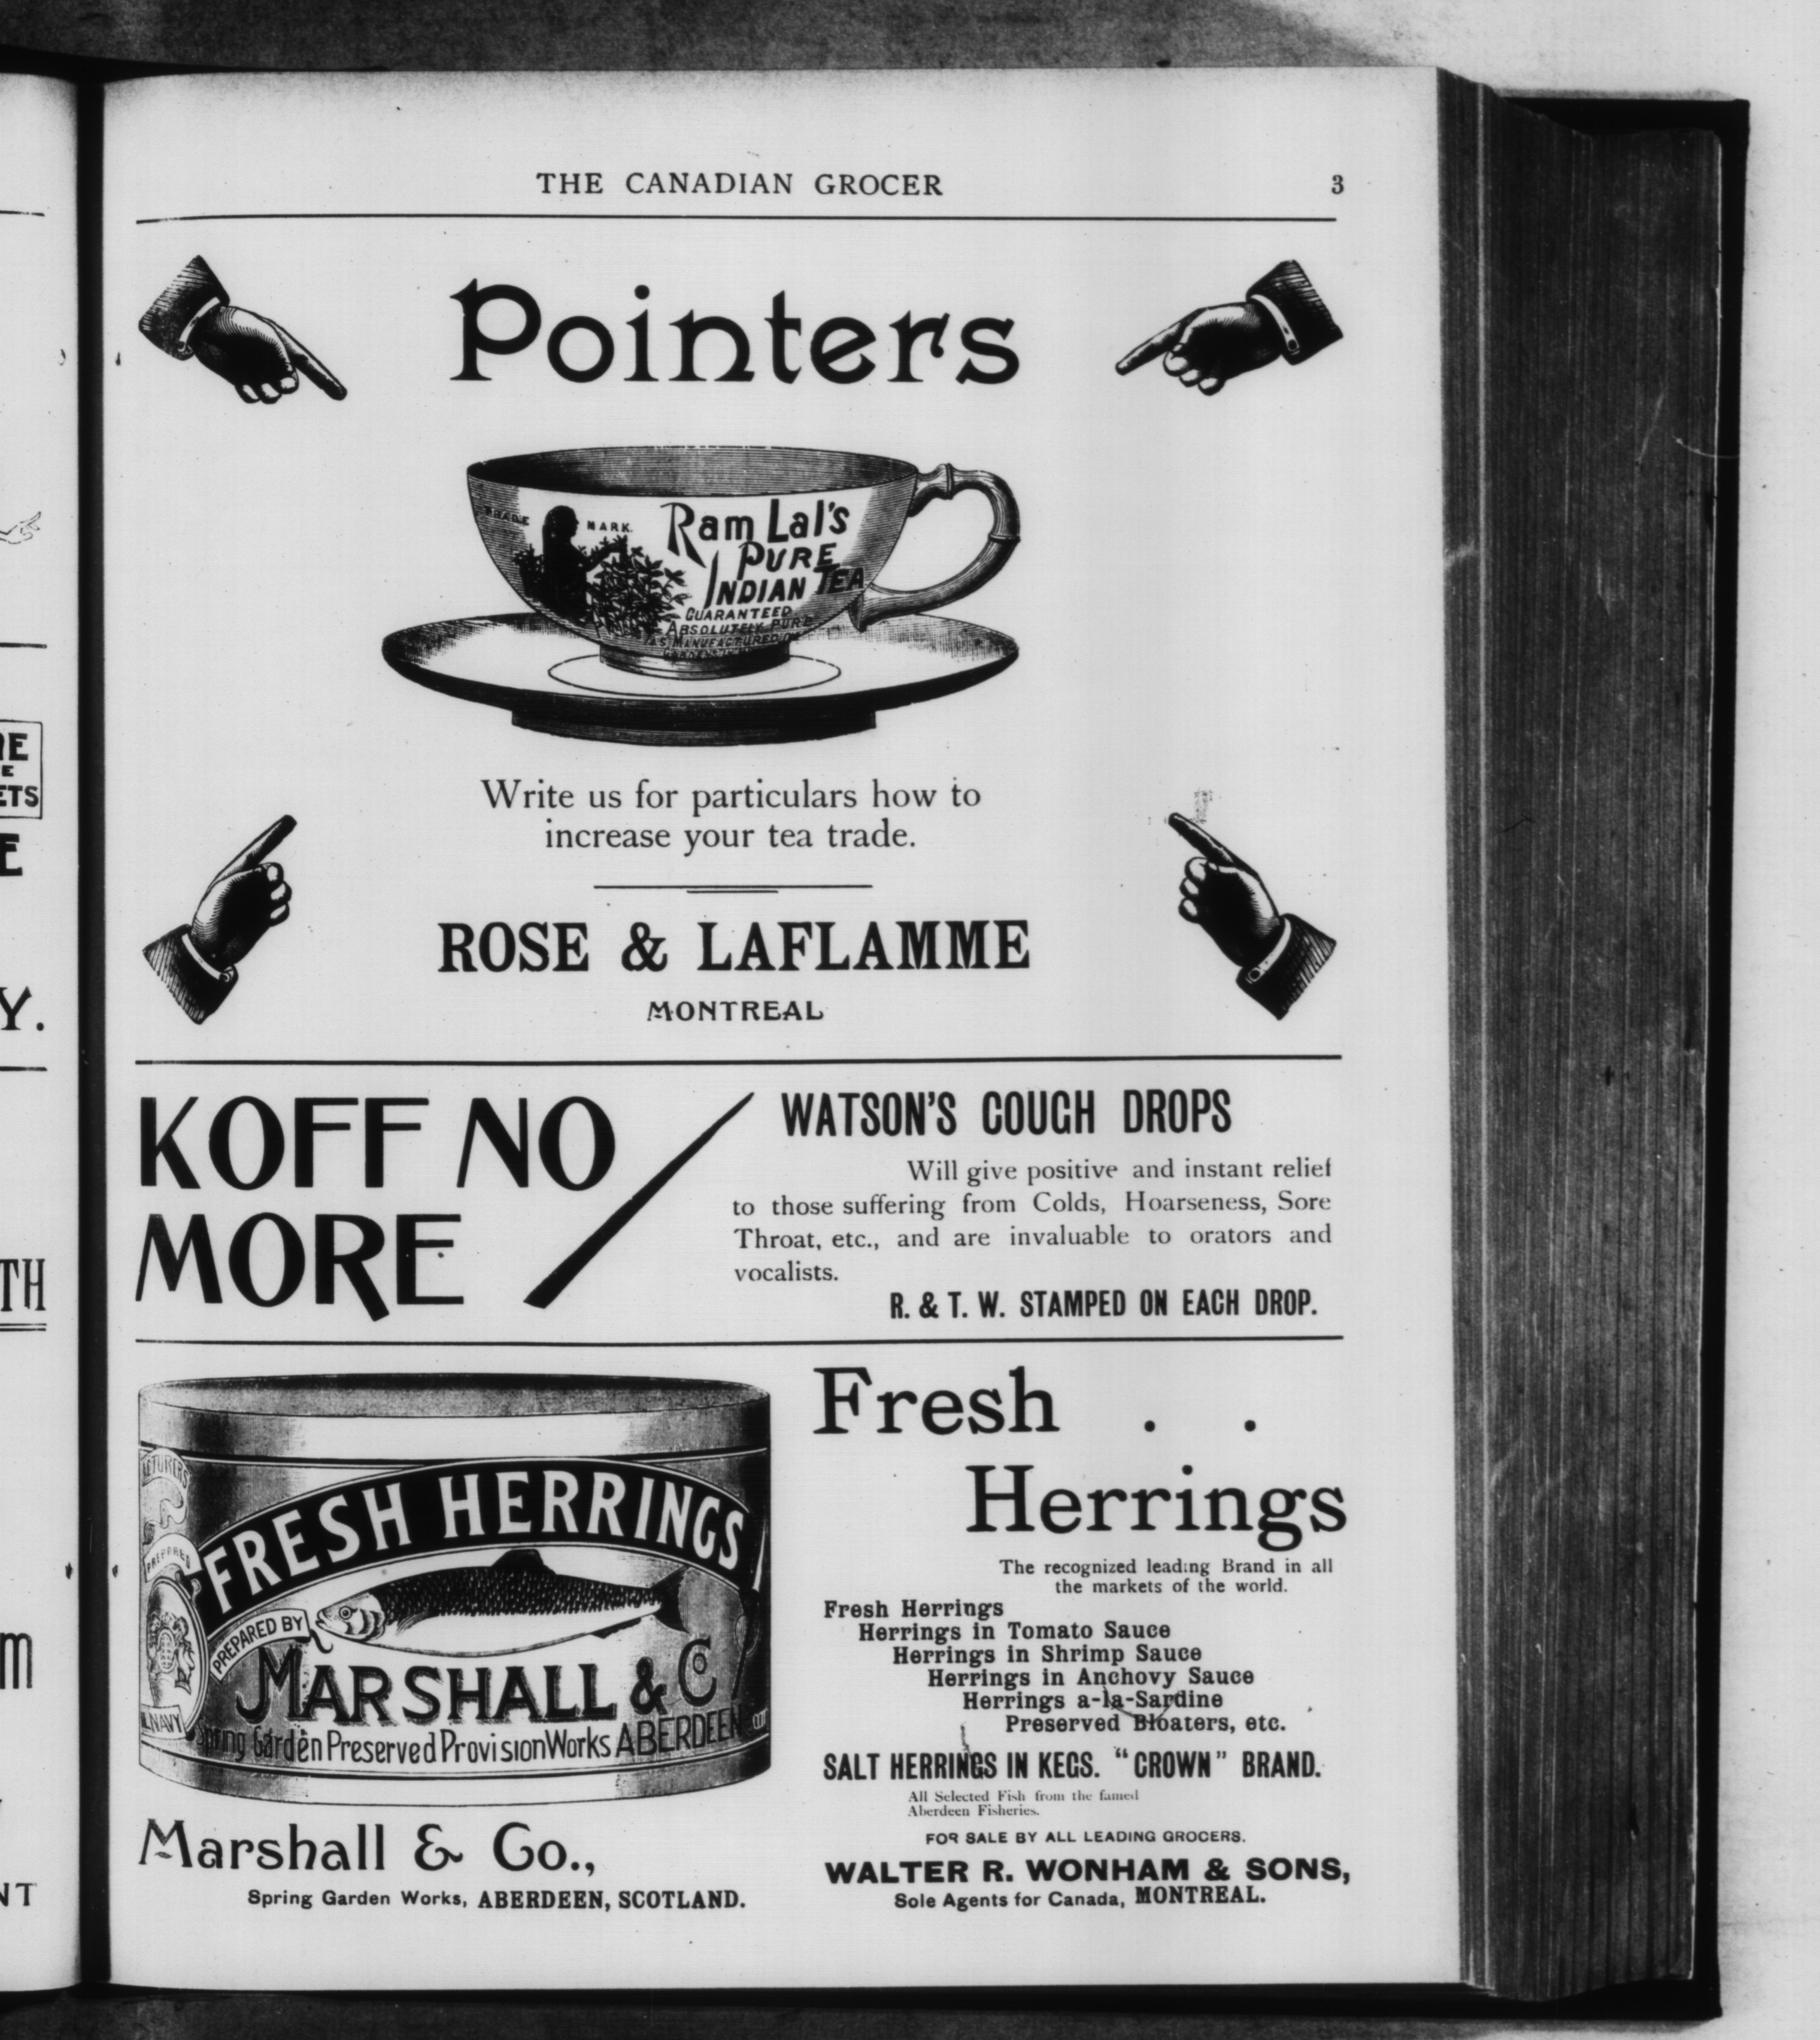 THE CANADIAN GROCER 3
Pointers
TRADE MARK.
Ram Lal's
PURE
INDIAN TEA
GUARANTEED
ABSOLUTELY PURE
AS MANUFACTURED ON
Write us for particulars how to
increase your tea trade.
ROSE & LAFLAMME
MONTREAL
KOFF NO
MORE
WATSON'S COUGH DROPS
Will give positive and instant relief
to those suffering from Colds, Hoarseness, Sore
Throat, etc., and are invaluable to orators and
vocalists.
R. & T. W. STAMPED ON EACH DROP.
FRESH HERRINGS
PREPARED BY
MARSHALL & Co
Spring Garden Preserved Provision Works ABERDEEN
PREPARED
NAVY
Marshall & Co.,
Spring Garden Works, ABERDEEN, SCOTLAND.
Fresh . .
Herrings
The recognized leading Brand in all
the markets of the world.
Fresh Herrings
Herrings in Tomato Sauce
Herrings in Shrimp Sauce
Herrings in Anchovy Sauce
Herrings a-la-Sardine
Preserved Bloaters, etc.
SALT HERRINGS IN KEGS. "CROWN" BRAND.
All Selected Fish from the famed
Aberdeen Fisheries.
FOR SALE BY ALL LEADING GROCERS.
WALTER R. WONHAM & SONS,
Sole Agents for Canada, MONTREAL.